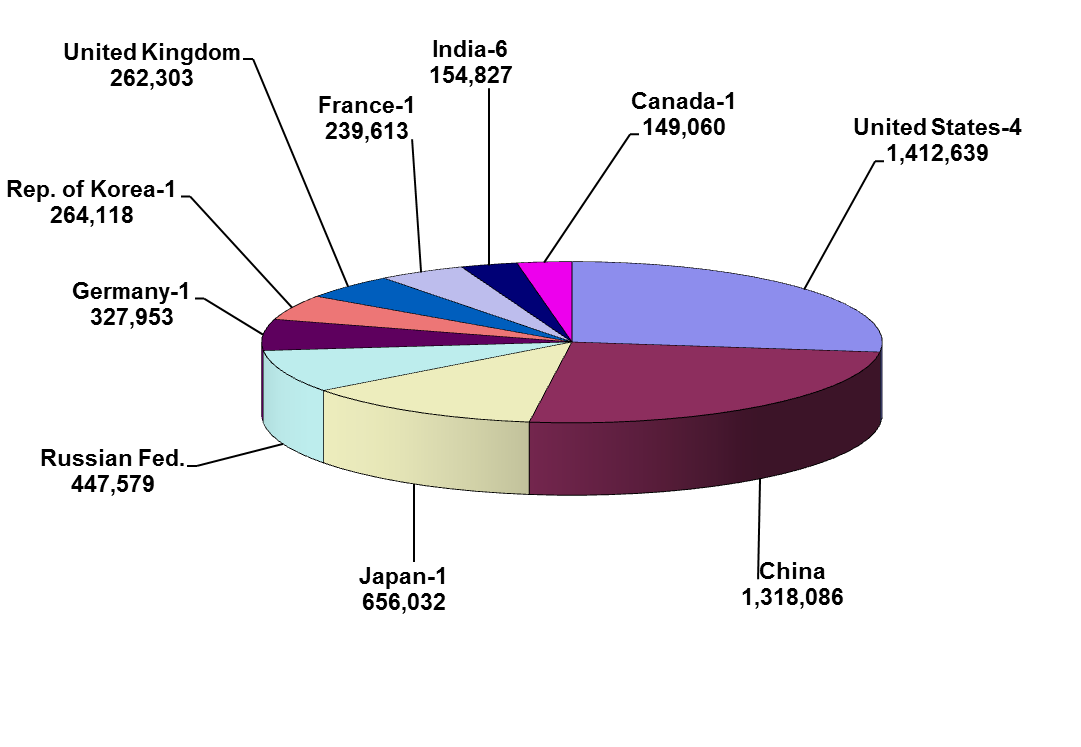 United Kingdom
262,303
India-6
154,827
France-1
239,613
Canada-1
149,060
United States-4
1,412,639
Rep. of Korea-1
264,118
Germany-1
327,953
Russian Fed.
447,579
Japan-1
656,032
China
1,318,086